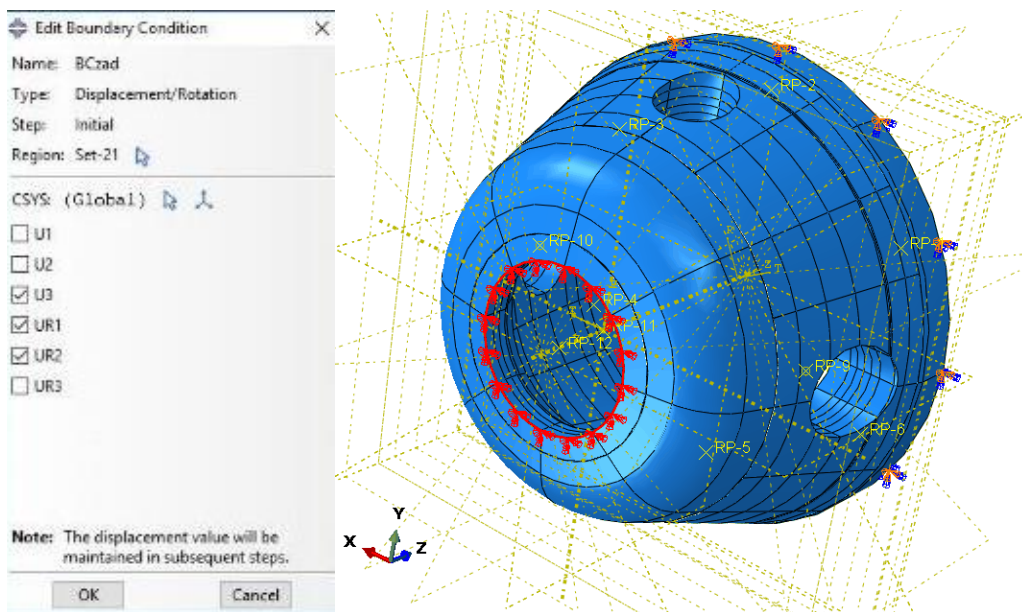 Edit Boundary Condition
Name: BCzad
Type: Displacement/Rotation
Step: Initial
Region: Set-21
CSYS: (Global)
U1
U2
U3
UR1
UR2
UR3
Note: The displacement value will be
maintained in subsequent steps.
OK Cancel
RP-2
RP-3
RP-10
RP-4
RP-11
RP-12
RP-9
RP-6
RP-5
Y
X
Z